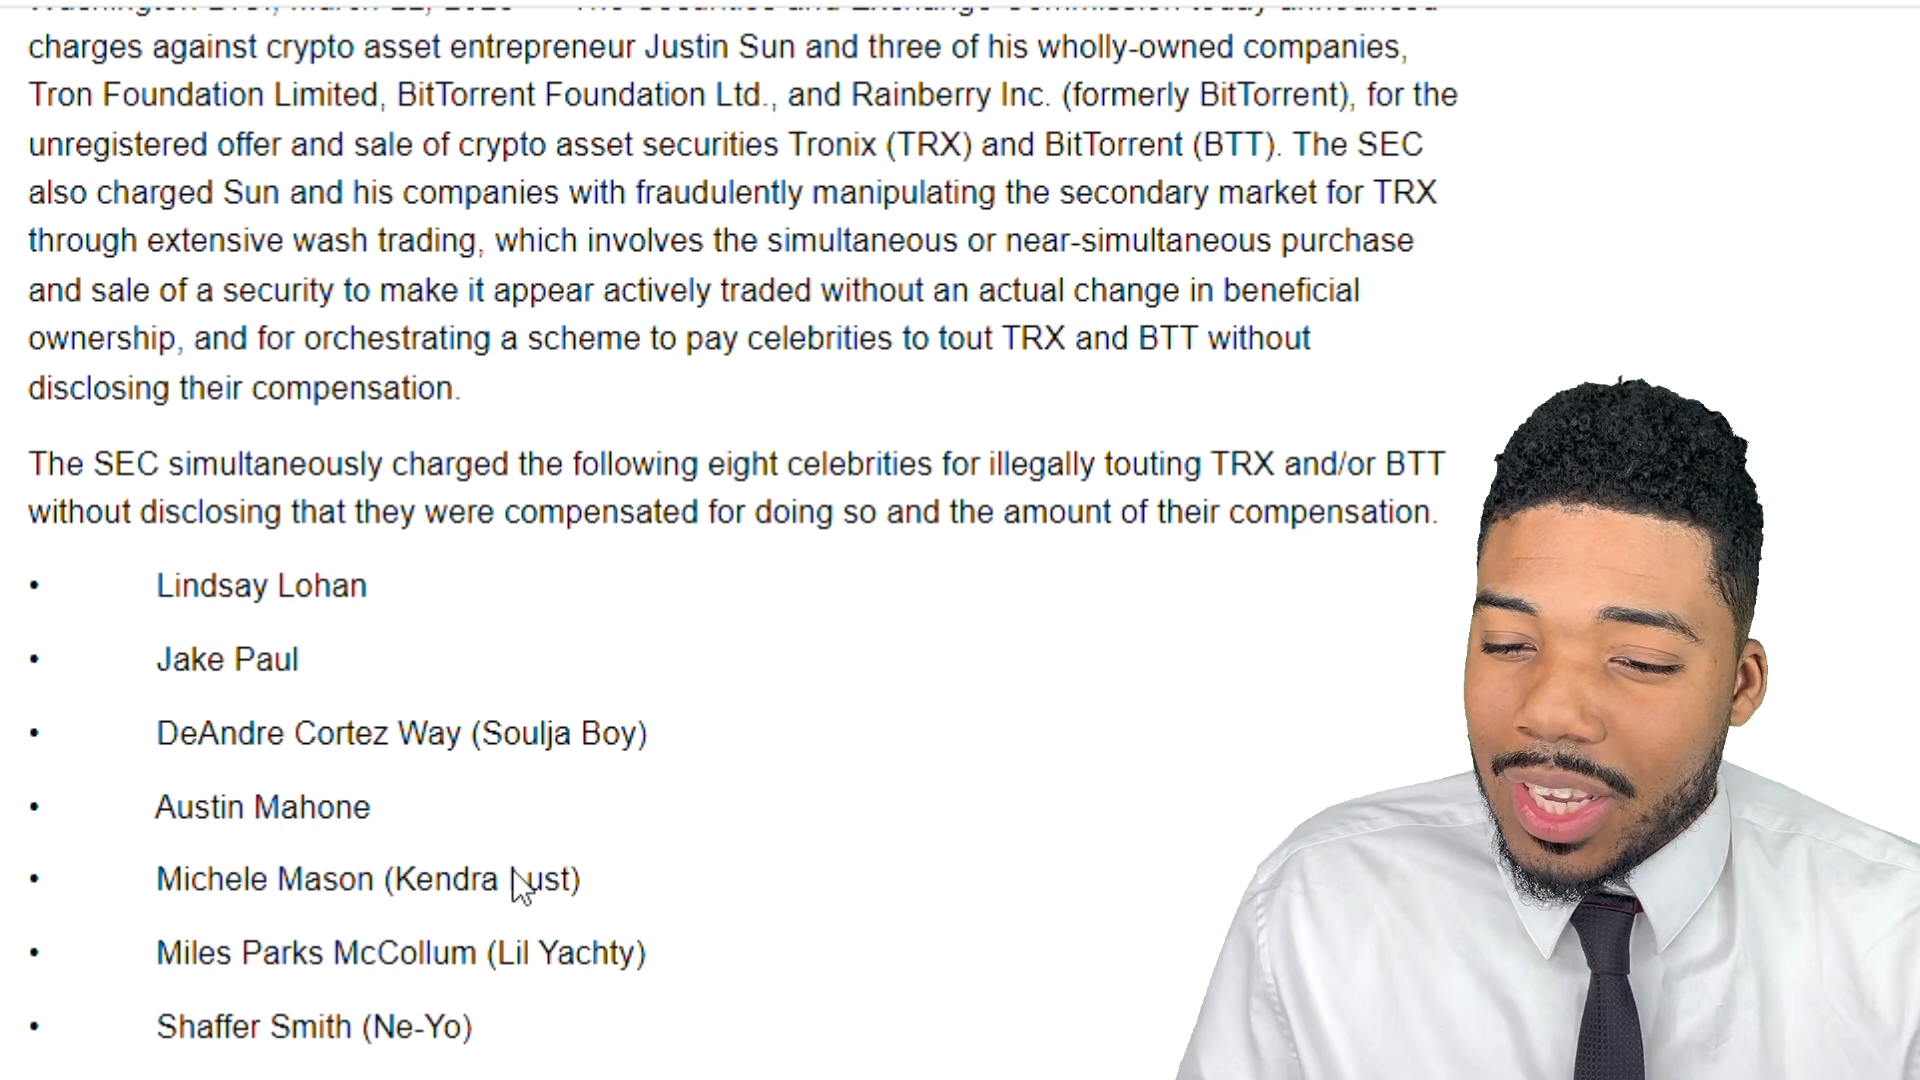 charges against crypto asset entrepreneur Justin Sun and three of his wholly-owned companies,
Tron Foundation Limited, BitTorrent Foundation Ltd., and Rainberry Inc. (formerly BitTorrent), for the
unregistered offer and sale of crypto asset securities Tronix (TRX) and BitTorrent (BTT). The SEC
also charged Sun and his companies with fraudulently manipulating the secondary market for TRX
through extensive wash trading, which involves the simultaneous or near-simultaneous purchase
and sale of a security to make it appear actively traded without an actual change in beneficial
ownership, and for orchestrating a scheme to pay celebrities to tout TRX and BTT without
disclosing their compensation.
The SEC simultaneously charged the following eight celebrities for illegally touting TRX and/or BTT
without disclosing that they were compensated for doing so and the amount of their compensation.
• Lindsay Lohan
• Jake Paul
• DeAndre Cortez Way (Soulja Boy)
• Austin Mahone
• Michele Mason (Kendra Lust)
• Miles Parks McCollum (Lil Yachty)
• Shaffer Smith (Ne-Yo)